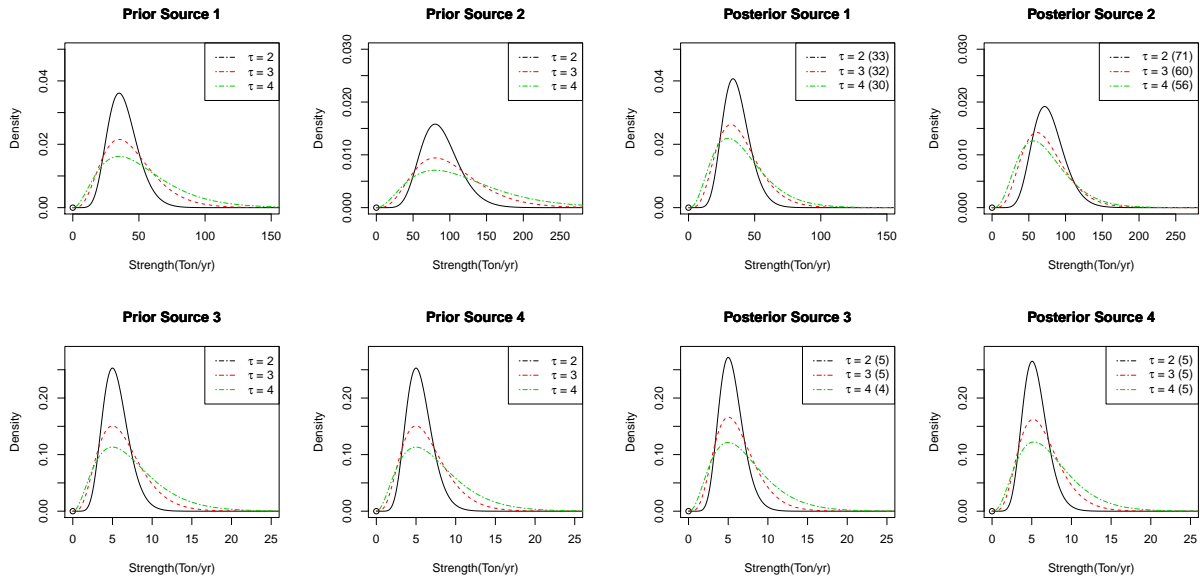 Prior Source 1
Density
0.00
0.02
0.04
τ = 2
τ = 3
τ = 4
0
50
100
150
Strength(Ton/yr)
Prior Source 2
Density
0.000
0.010
0.020
0.030
τ = 2
τ = 3
τ = 4
0
50
100
150
200
250
Strength(Ton/yr)
Posterior Source 1
Density
0.00
0.02
0.04
τ = 2 (33)
τ = 3 (32)
τ = 4 (30)
0
50
100
150
Strength(Ton/yr)
Posterior Source 2
Density
0.000
0.010
0.020
0.030
τ = 2 (71)
τ = 3 (60)
τ = 4 (56)
0
50
100
150
200
250
Strength(Ton/yr)
Prior Source 3
Density
0.00
0.10
0.20
τ = 2
τ = 3
τ = 4
0
5
10
15
20
25
Strength(Ton/yr)
Prior Source 4
Density
0.00
0.10
0.20
τ = 2
τ = 3
τ = 4
0
5
10
15
20
25
Strength(Ton/yr)
Posterior Source 3
Density
0.00
0.10
0.20
τ = 2 (5)
τ = 3 (5)
τ = 4 (4)
0
5
10
15
20
25
Strength(Ton/yr)
Posterior Source 4
Density
0.00
0.10
0.20
τ = 2 (5)
τ = 3 (5)
τ = 4 (5)
0
5
10
15
20
25
Strength(Ton/yr)